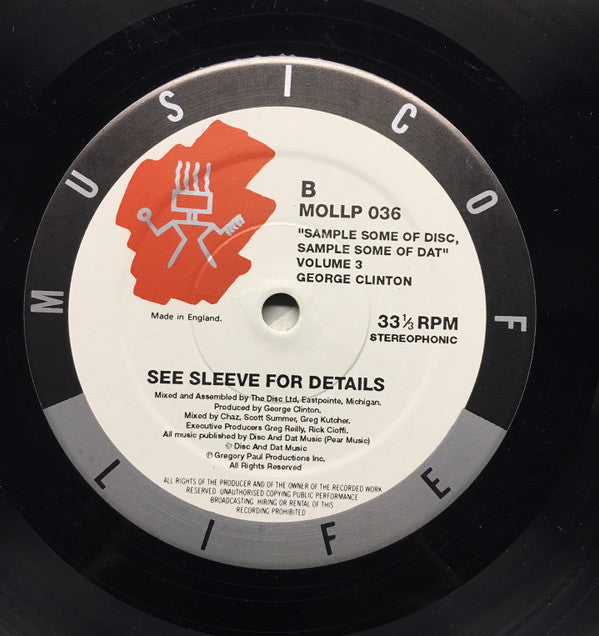 MUSIC OF LIFE
B
MOLLP 036
"SAMPLE SOME OF DISC,
SAMPLE SOME OF DAT"
VOLUME 3
GEORGE CLINTON
Made in England.
33⅓ RPM
STEREOPHONIC
SEE SLEEVE FOR DETAILS
Mixed and Assembled by The Disc Ltd, Eastpointe, Michigan.
Produced by George Clinton.
Mixed by Chaz, Scott Summer, Greg Kutcher.
Executive Producers Greg Reilly, Rick Cioffi.
All music published by Disc And Dat Music (Pear Music)
© Disc And Dat Music
℗ Gregory Paul Productions Inc.
All Rights Reserved
ALL RIGHTS OF THE PRODUCER AND OF THE OWNER OF THE RECORDED WORK
RESERVED. UNAUTHORISED COPYING PUBLIC PERFORMANCE
BROADCASTING. HIRING OR RENTAL OF THIS
RECORDING PROHIBITED